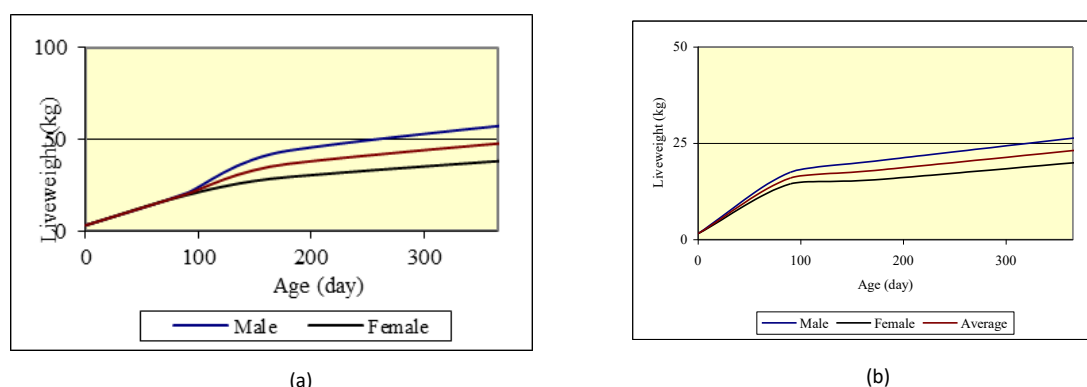 100
50
0
Liveweight (kg)
0 100 200 300
Age (day)
Male Female
(a)
50
25
0
Liveweight (kg)
0 100 200 300
Age (day)
Male Female Average
(b)